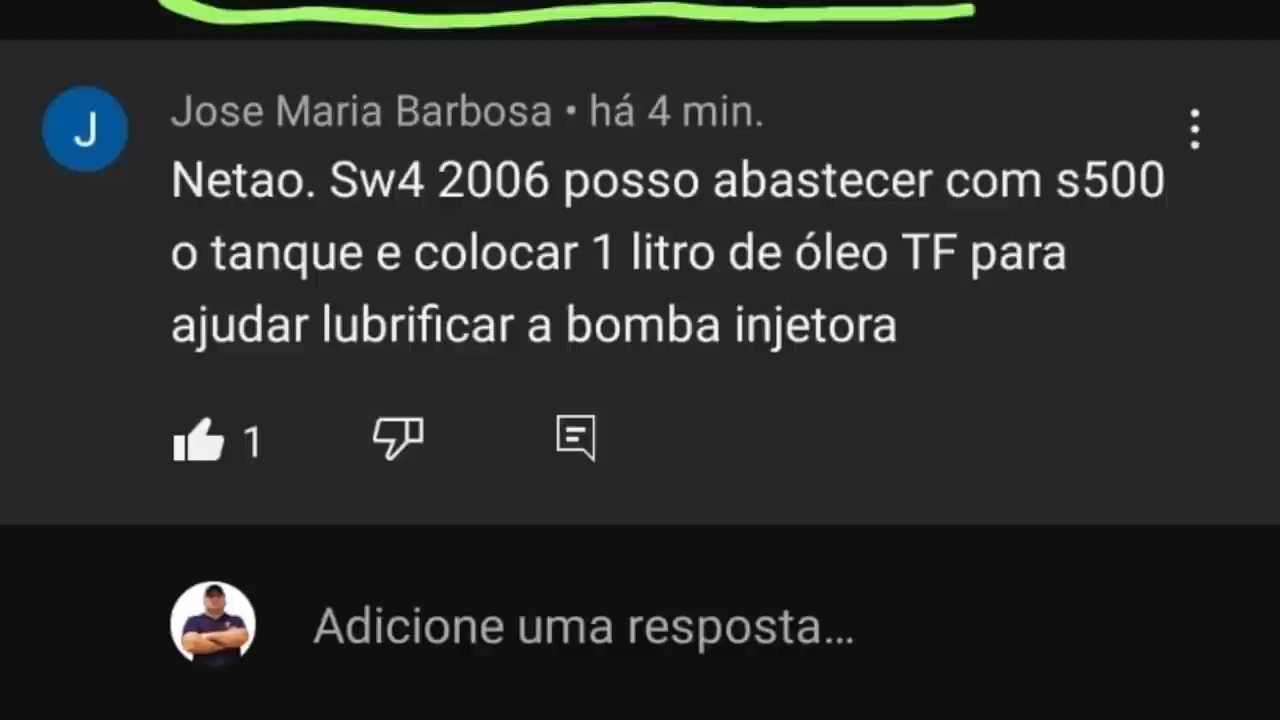 J
Jose Maria Barbosa • há 4 min.
Netao. Sw4 2006 posso abastecer com s500
o tanque e colocar 1 litro de óleo TF para
ajudar lubrificar a bomba injetora
1
Adicione uma resposta...